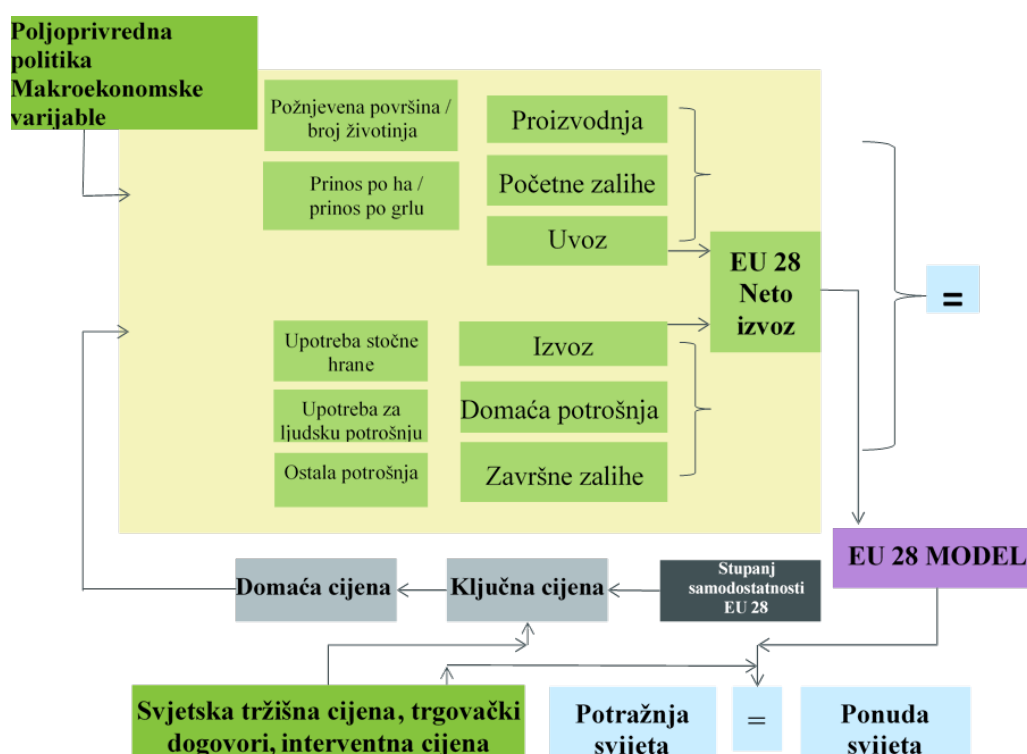 Poljoprivredna
politika
Makroekonomske
varijable
Požnjevena površina /
broj životinja
Proizvodnja
Prinos po ha /
prinos po grlu
Početne zalihe
Uvoz
EU 28
Neto
izvoz
=
Upotreba stočne
hrane
Izvoz
Upotreba za
ljudsku potrošnju
Domaća potrošnja
Ostala potrošnja
Završne zalihe
EU 28 MODEL
Domaća cijena
Ključna cijena
Stupanj
samodostatnosti
EU 28
Svjetska tržišna cijena, trgovački
dogovori, interventna cijena
Potražnja
svijeta
=
Ponuda
svijeta